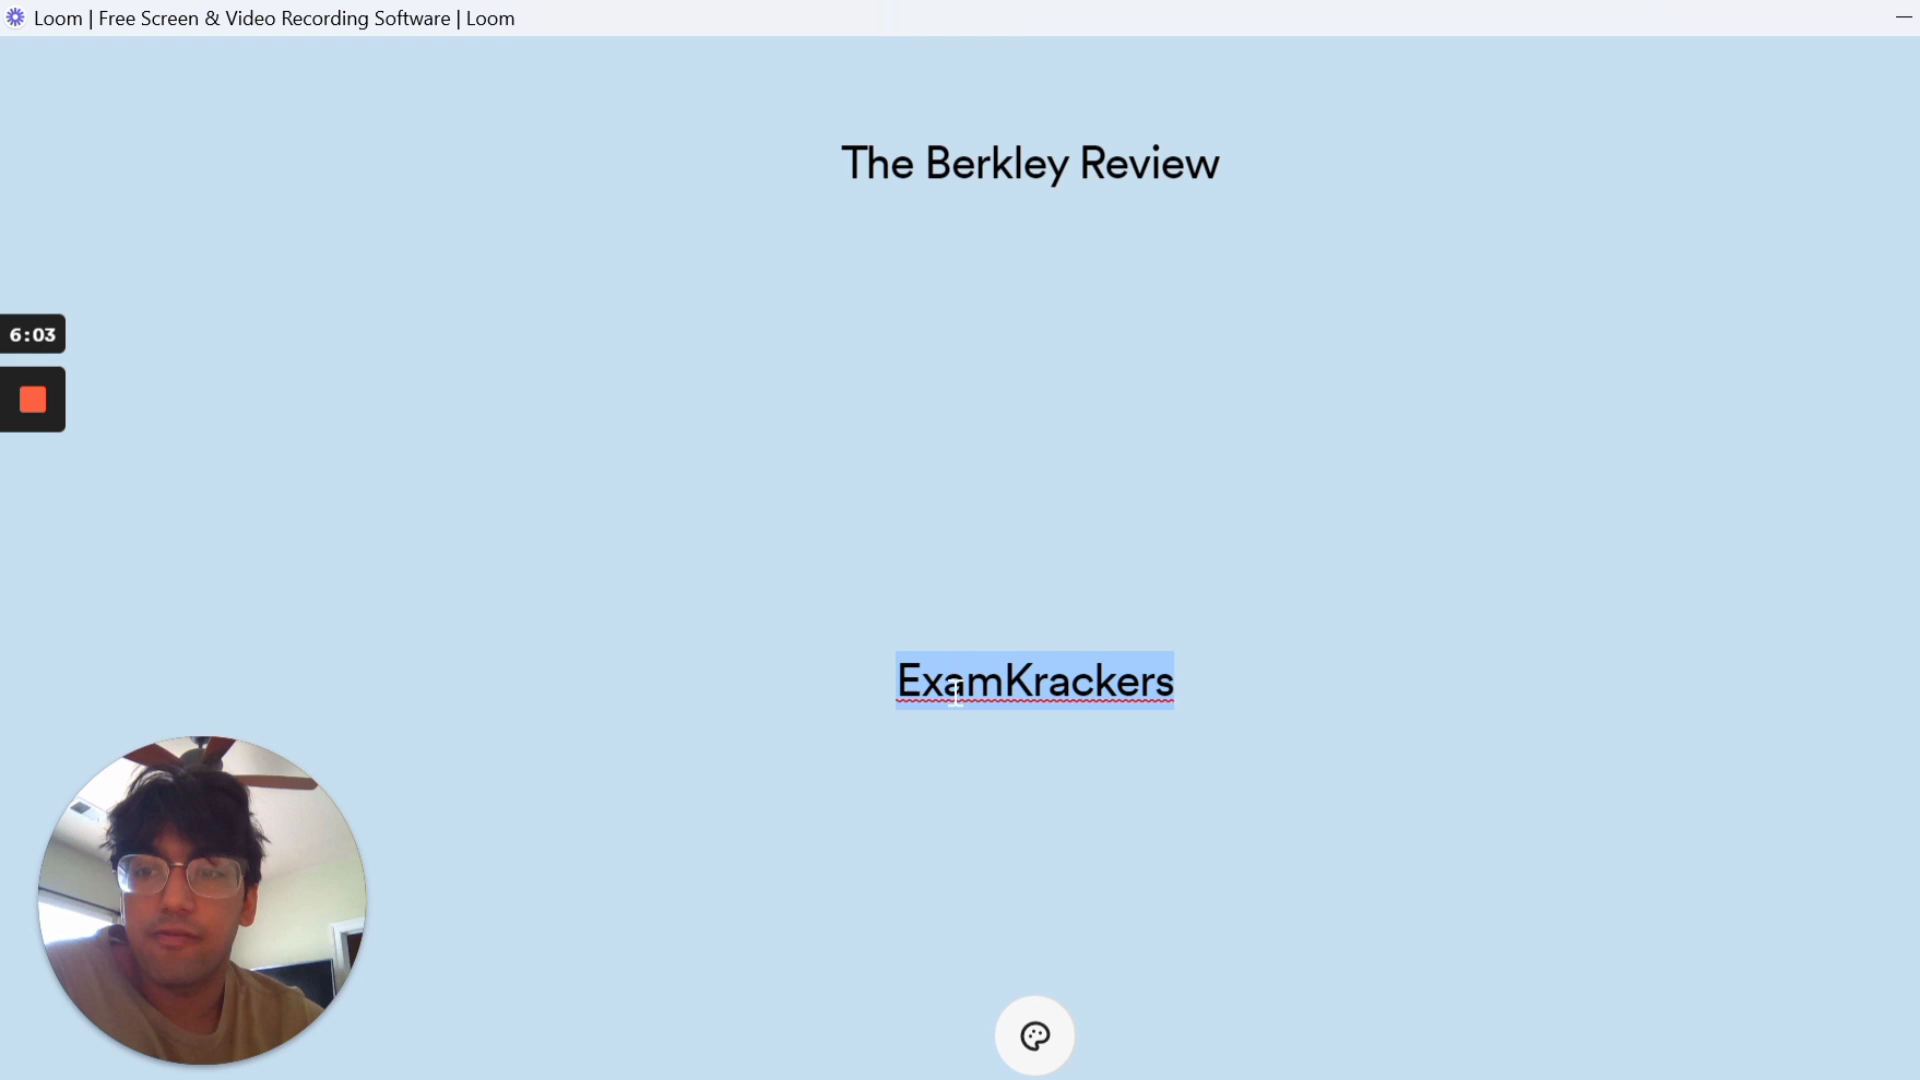 Loom | Free Screen & Video Recording Software | Loom
The Berkley Review
6:03
ExamKrackers